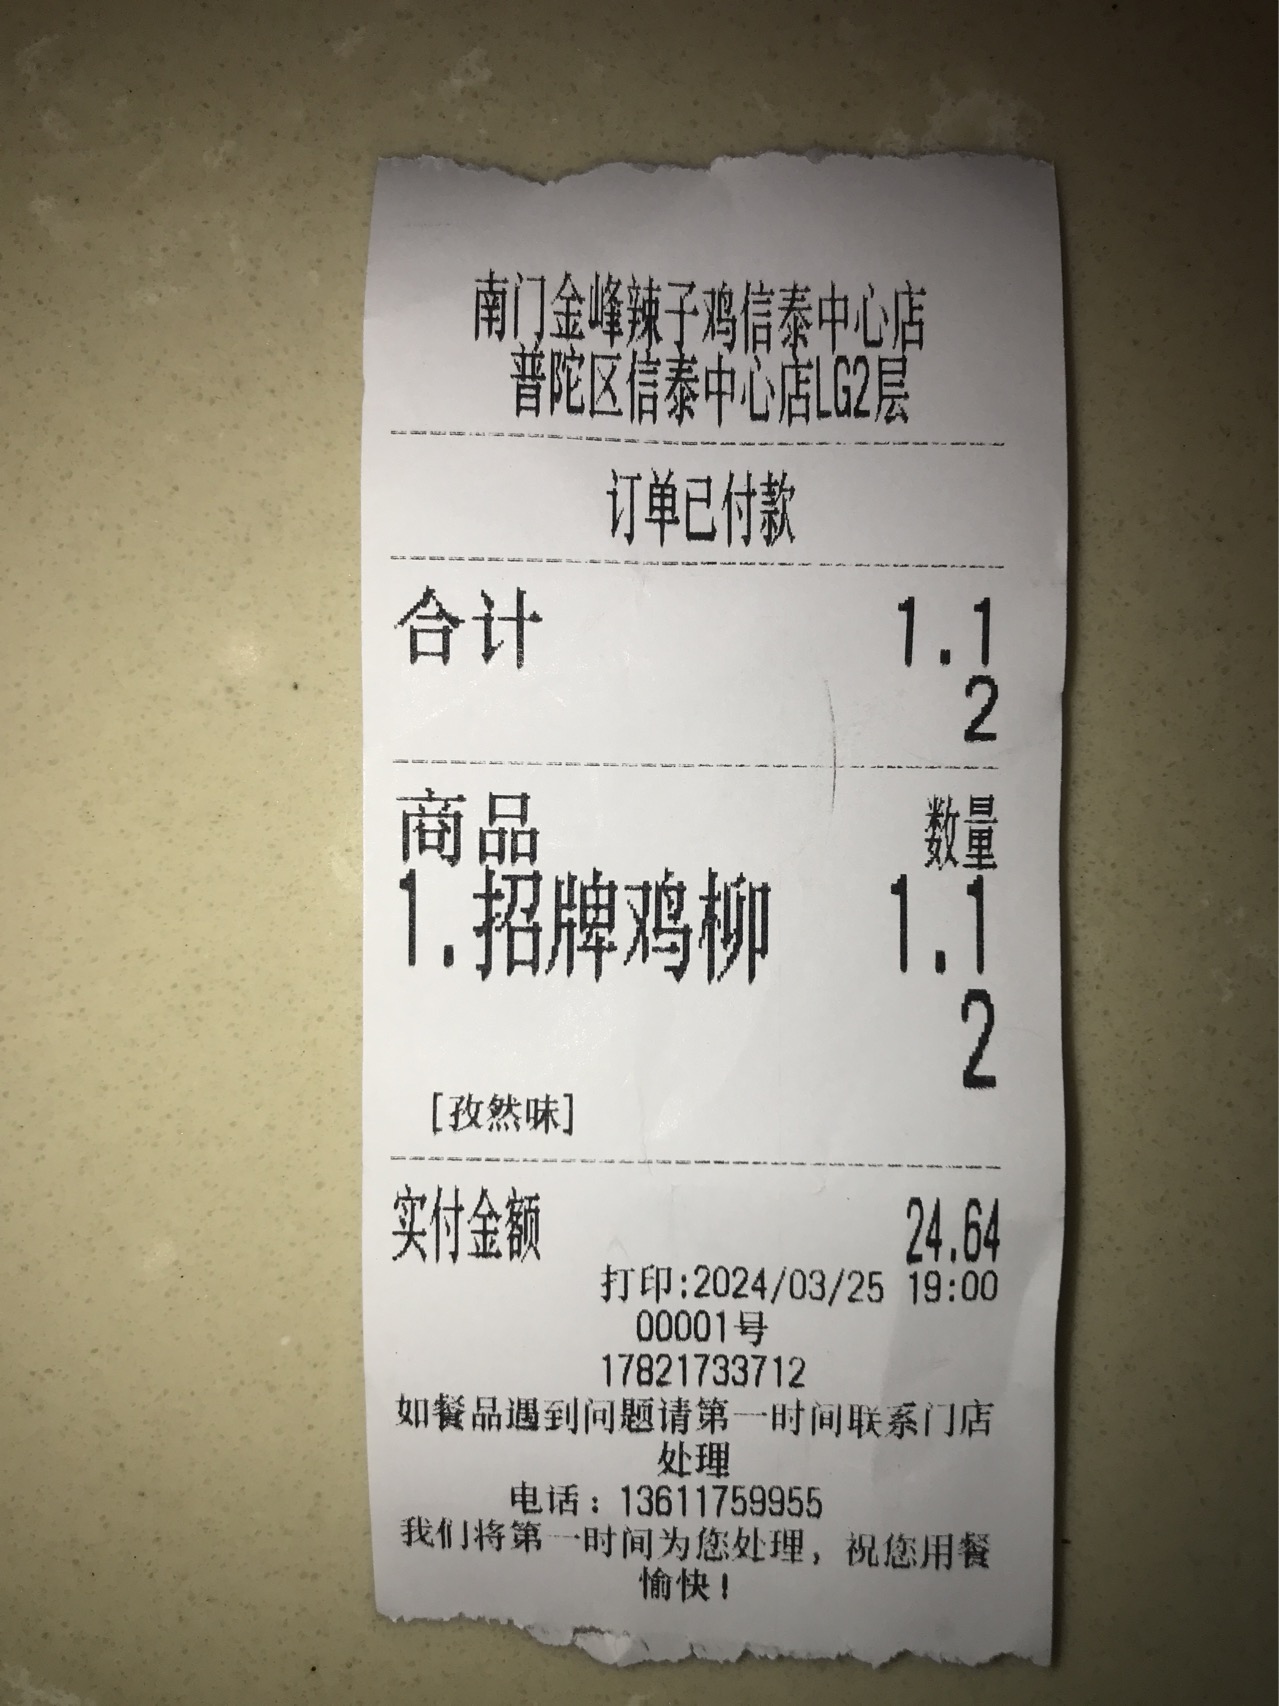 南门金峰辣子鸡信泰中心店
普陀区信泰中心店LG2层
订单已付款
合计 1.1
2
商品 数量
1.招牌鸡柳 1.1
2
[孜然味]
实付金额 24.64
打印:2024/03/25 19:00
00001号
17821733712
如餐品遇到问题请第一时间联系门店
处理
电话：13611759955
我们将第一时间为您处理，祝您用餐
愉快！